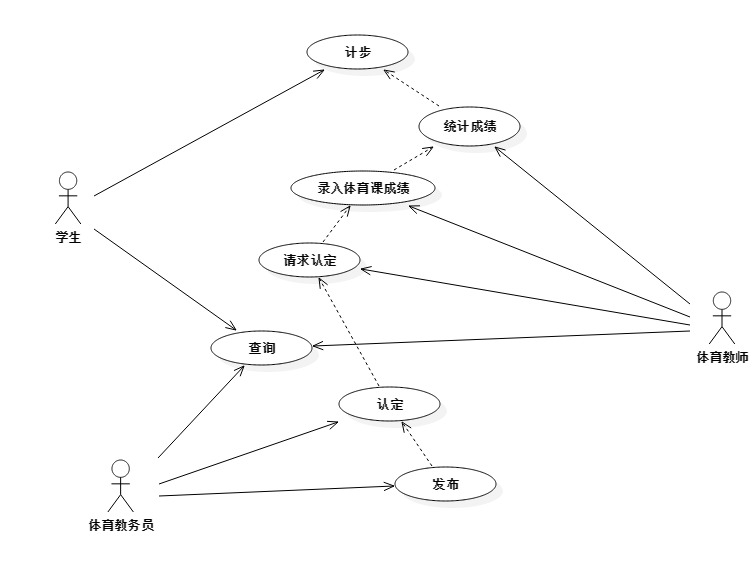 计步
统计成绩
录入体育课成绩
学生
请求认定
查询
体育教师
认定
发布
体育教务员